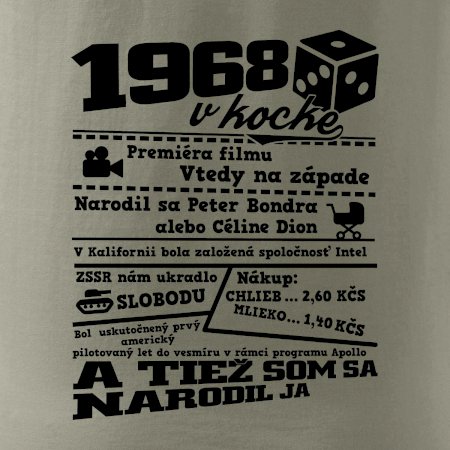 1968
v kocke
Premiéra filmu
Vtedy na západe
Narodil sa Peter Bondra
alebo Céline Dion
V Kalifornii bola založená spoločnosť Intel
ZSSR nám ukradlo
SLOBODU
Nákup:
CHLIEB ... 2,60 KČS
MLIEKO... 1,40 KČS
Bol uskutočnený prvý
americký
pilotovaný let do vesmíru v rámci programu Apollo
A TIEŽ SOM SA
NARODIL JA